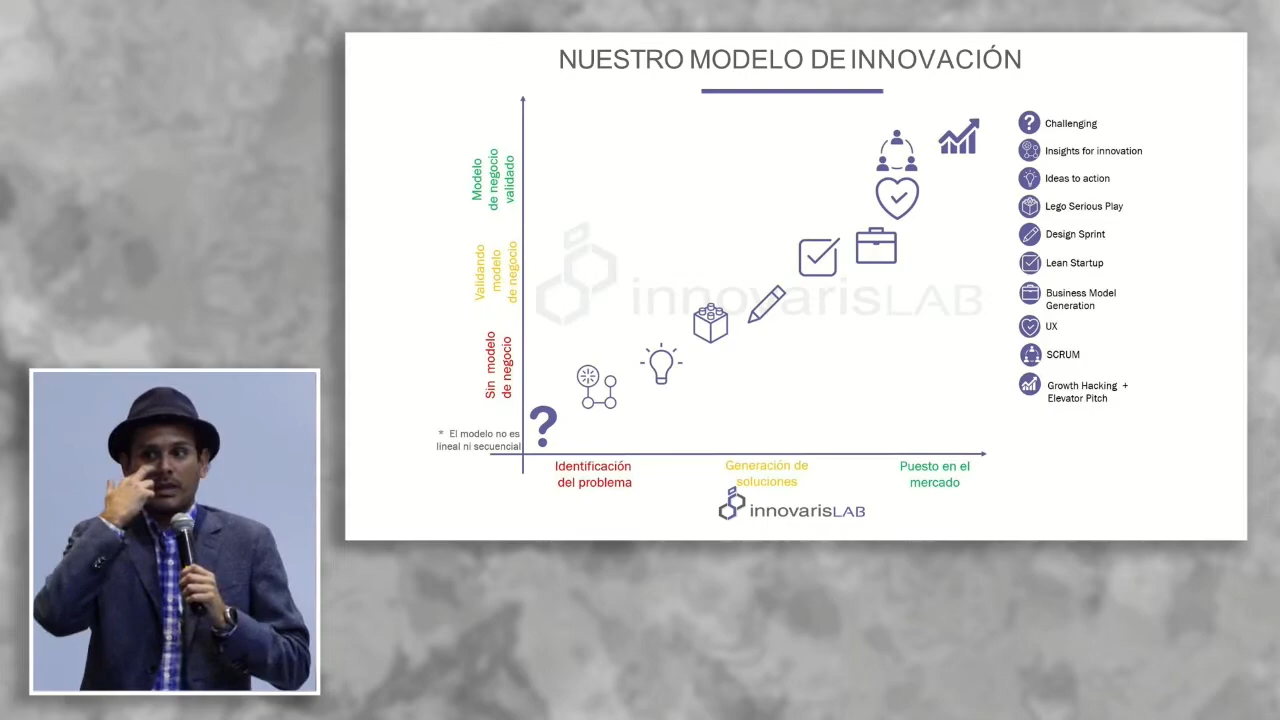 NUESTRO MODELO DE INNOVACIÓN
Modelo
de negocio
validado
Validando
modelo
de negocio
Sin modelo
de negocio
* El modelo no es
lineal ni secuencial
Identificación
del problema
Generación de
soluciones
Puesto en el
mercado
innovarisLAB
innovarisLAB
?
?
Challenging
Insights for innovation
Ideas to action
Lego Serious Play
Design Sprint
Lean Startup
Business Model
Generation
UX
SCRUM
Growth Hacking +
Elevator Pitch